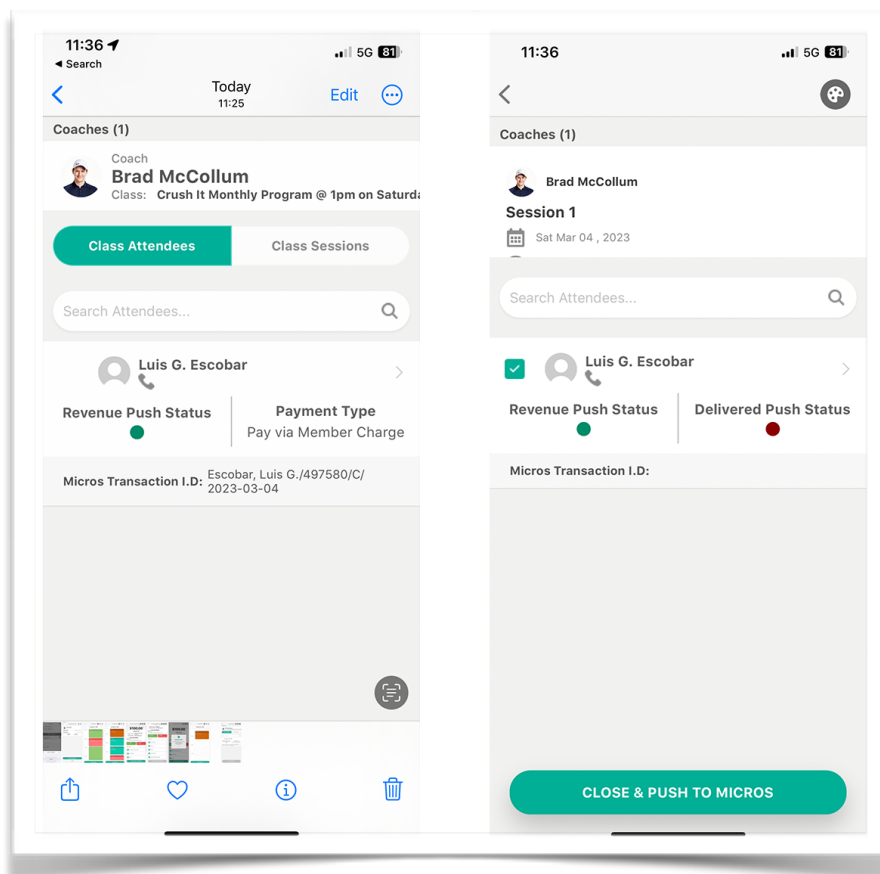 11:36
5G 81
Search
Today
11:25
Edit
Coaches (1)
Coach
Brad McCollum
Class: Crush It Monthly Program @ 1pm on Saturda
Class Attendees
Class Sessions
Search Attendees...
Luis G. Escobar
Revenue Push Status
Payment Type
Pay via Member Charge
Micros Transaction I.D:
Escobar, Luis G./497580/C/
2023-03-04
11:36
5G 81
Coaches (1)
Brad McCollum
Session 1
Sat Mar 04 , 2023
Search Attendees...
Luis G. Escobar
Revenue Push Status
Delivered Push Status
Micros Transaction I.D:
CLOSE & PUSH TO MICROS